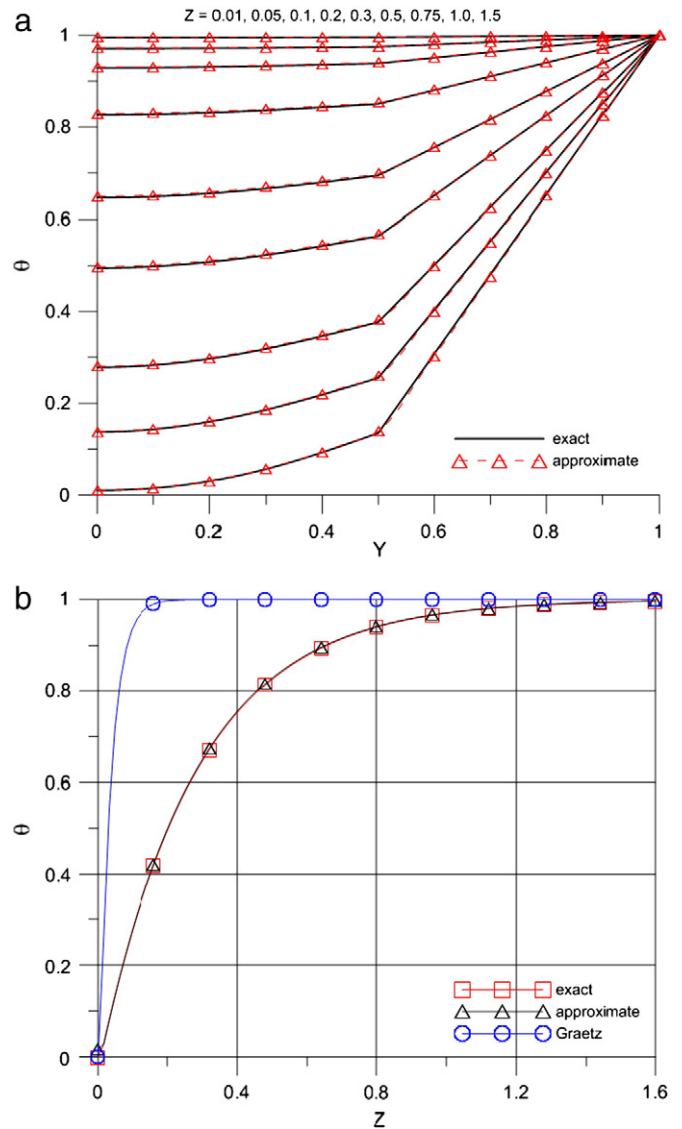 a
Z = 0.01, 0.05, 0.1, 0.2, 0.3, 0.5, 0.75, 1.0, 1.5
1
0.8
0.6
θ
0.4
0.2
0
exact
approximate
0 0.2 0.4 0.6 0.8 1
Y
b
1
0.8
0.6
θ
0.4
0.2
0
exact
approximate
Graetz
0 0.4 0.8 1.2 1.6
Z